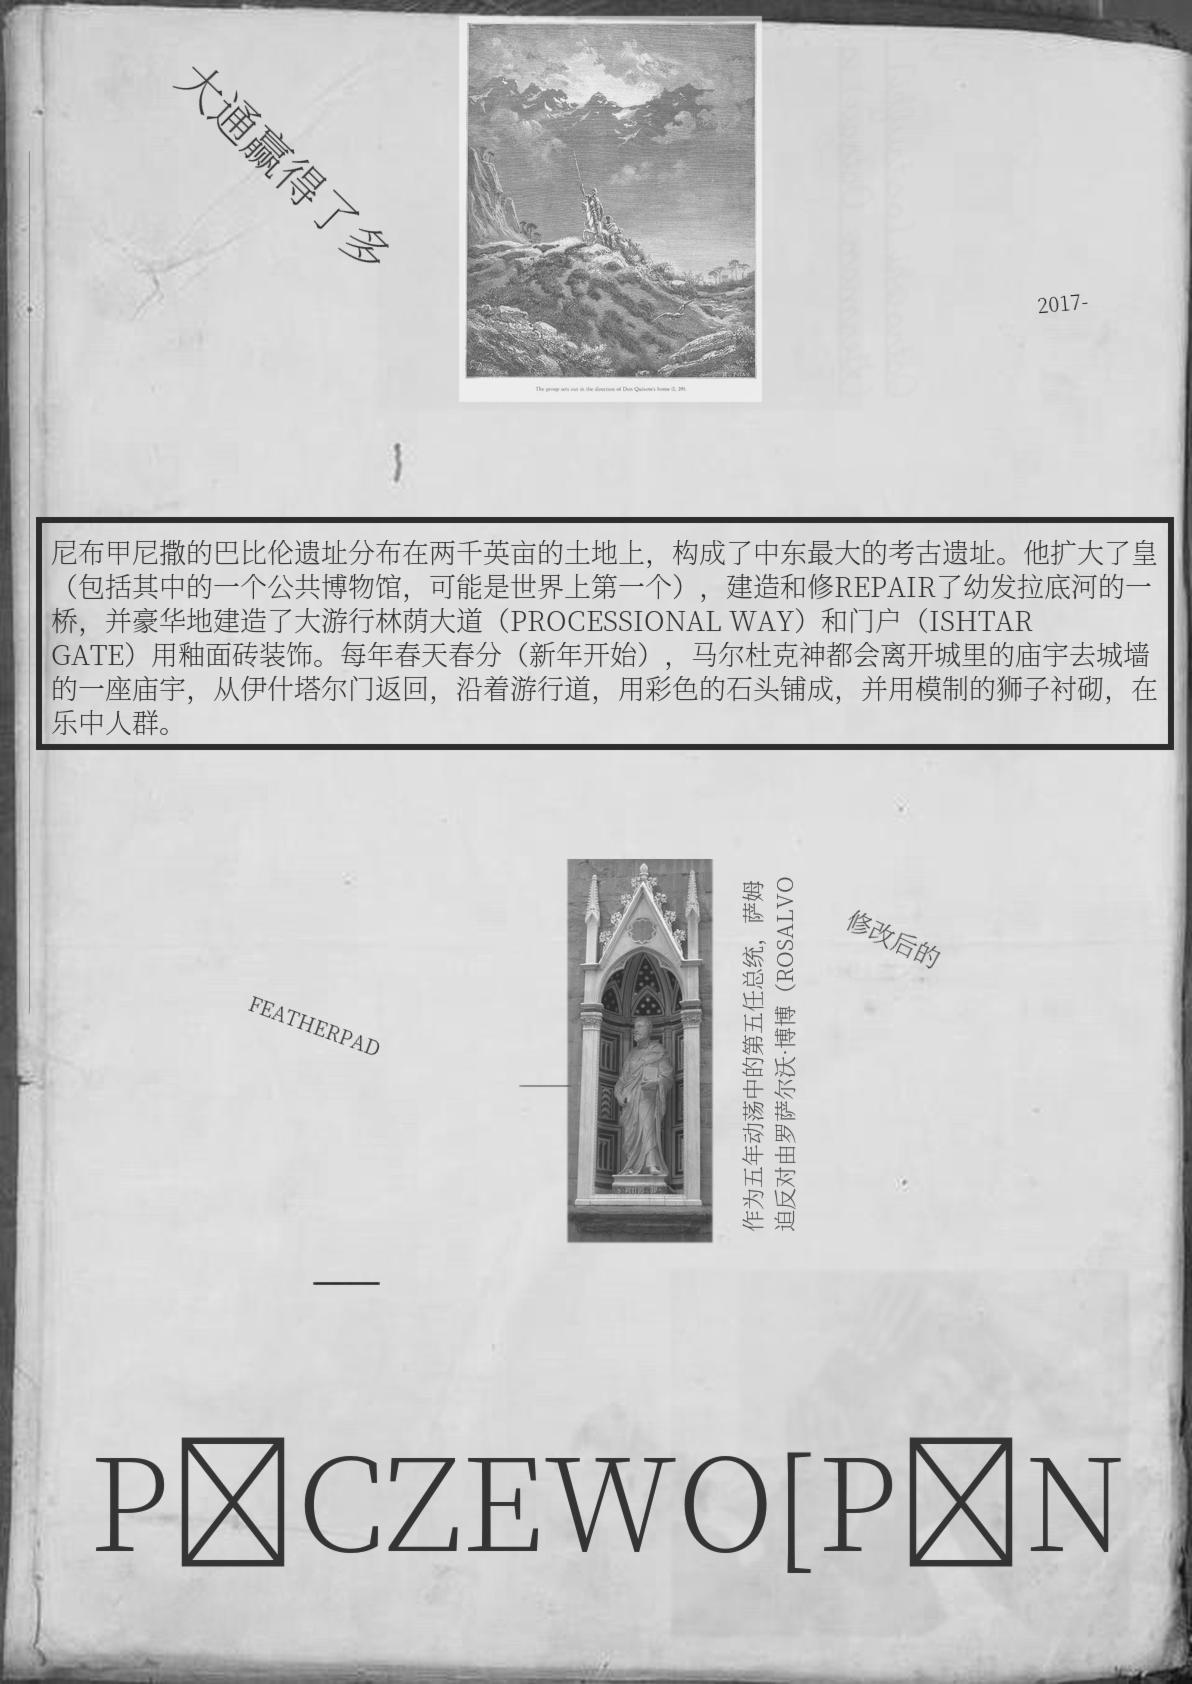 大通赢得了多
The group sets out in the direction of Don Quixote's home (I, 29).
2017-
尼布甲尼撒的巴比伦遗址分布在两千英亩的土地上，构成了中东最大的考古遗址。他扩大了皇
（包括其中的一个公共博物馆，可能是世界上第一个），建造和修REPAIR了幼发拉底河的一
桥，并豪华地建造了大游行林荫大道（PROCESSIONAL WAY）和门户（ISHTAR
GATE）用釉面砖装饰。每年春天春分（新年开始），马尔杜克神都会离开城里的庙宇去城墙
的一座庙宇，从伊什塔尔门返回，沿着游行道，用彩色的石头铺成，并用模制的狮子衬砌，在
乐中人群。
作为五年动荡中的第五任总统，萨姆
迫反对由罗萨尔沃·博博（ROSALVO
修改后的
FEATHERPAD
P CZEWO[P N